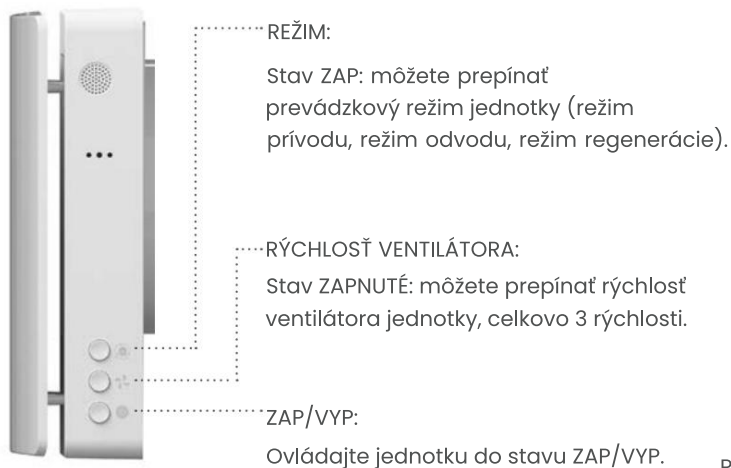 REŽIM:
Stav ZAP: môžete prepínať
prevádzkový režim jednotky (režim
prívodu, režim odvodu, režim regenerácie).
RÝCHLOSŤ VENTILÁTORA:
Stav ZAPNUTÉ: môžete prepínať rýchlosť
ventilátora jednotky, celkovo 3 rýchlosti.
ZAP/VYP:
Ovládajte jednotku do stavu ZAP/VYP.